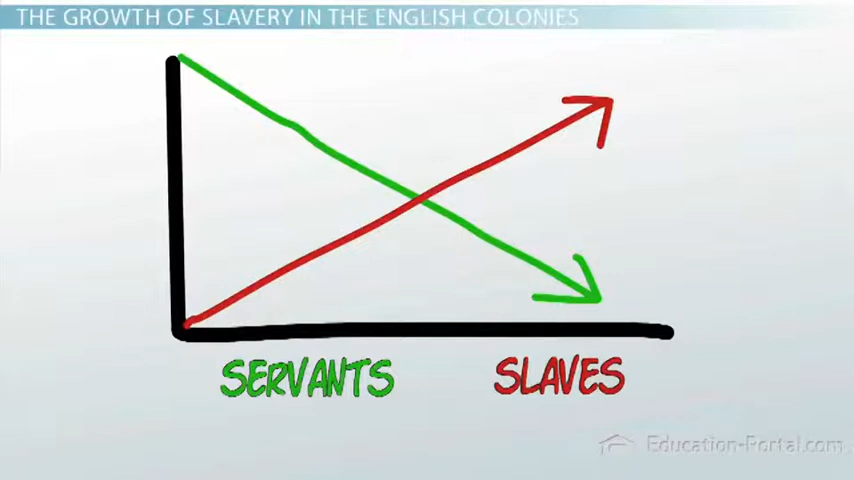 THE GROWTH OF SLAVERY IN THE ENGLISH COLONIES
SERVANTS SLAVES
Education-Portal.com